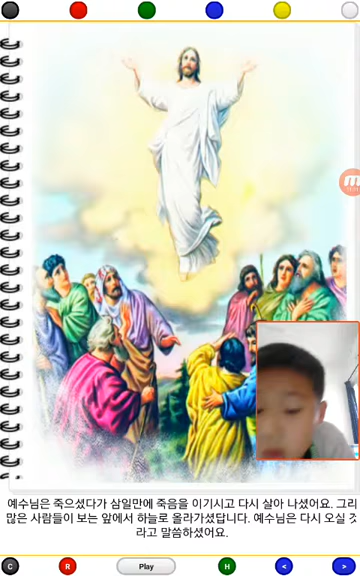 예수님은 죽으셨다가 삼일만에 죽음을 이기시고 다시 살아 나셨어요. 그리
많은 사람들이 보는 앞에서 하늘로 올라가셨답니다. 예수님은 다시 오실 것
라고 말씀하셨어요.
C R Play H < >